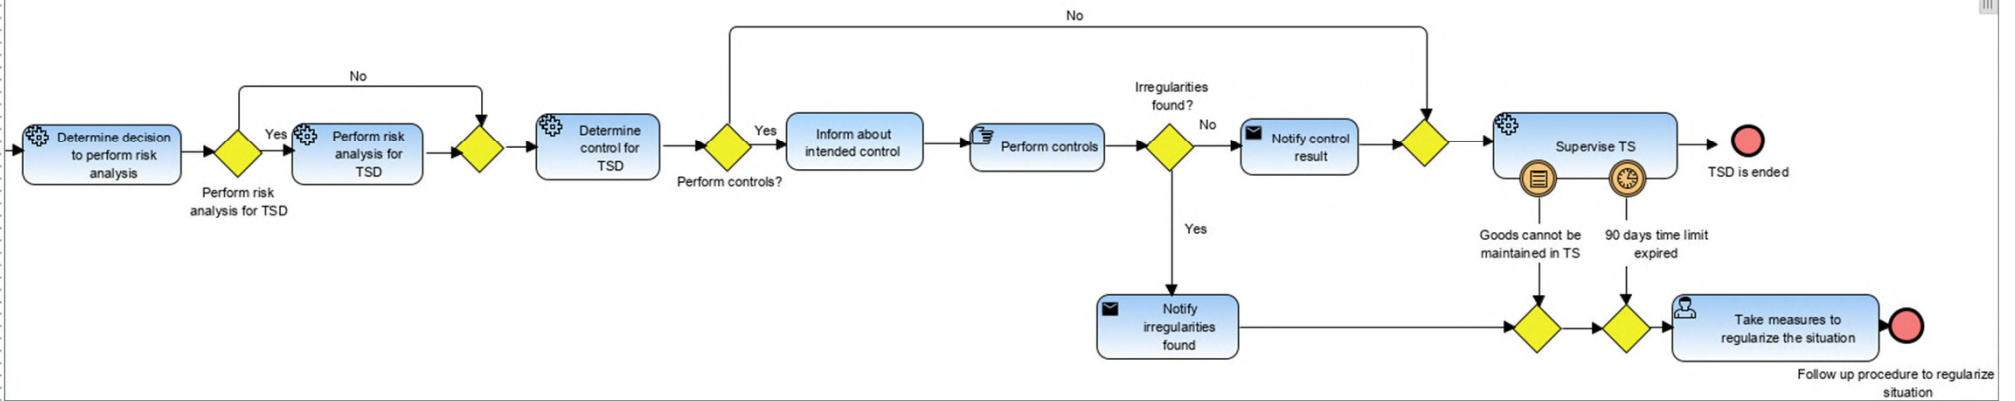 No
No
Irregularities
found?
No
Determine decision
to perform risk
analysis
Yes
Perform risk
analysis for
TSD
Determine
control for
TSD
Yes
Inform about
intended control
Perform controls
Notify control
result
Supervise TS
TSD is ended
Perform risk
analysis for TSD
Perform controls?
Yes
Goods cannot be
maintained in TS
90 days time limit
expired
Notify
irregularities
found
Take measures to
regularize the situation
Follow up procedure to regularize
situation